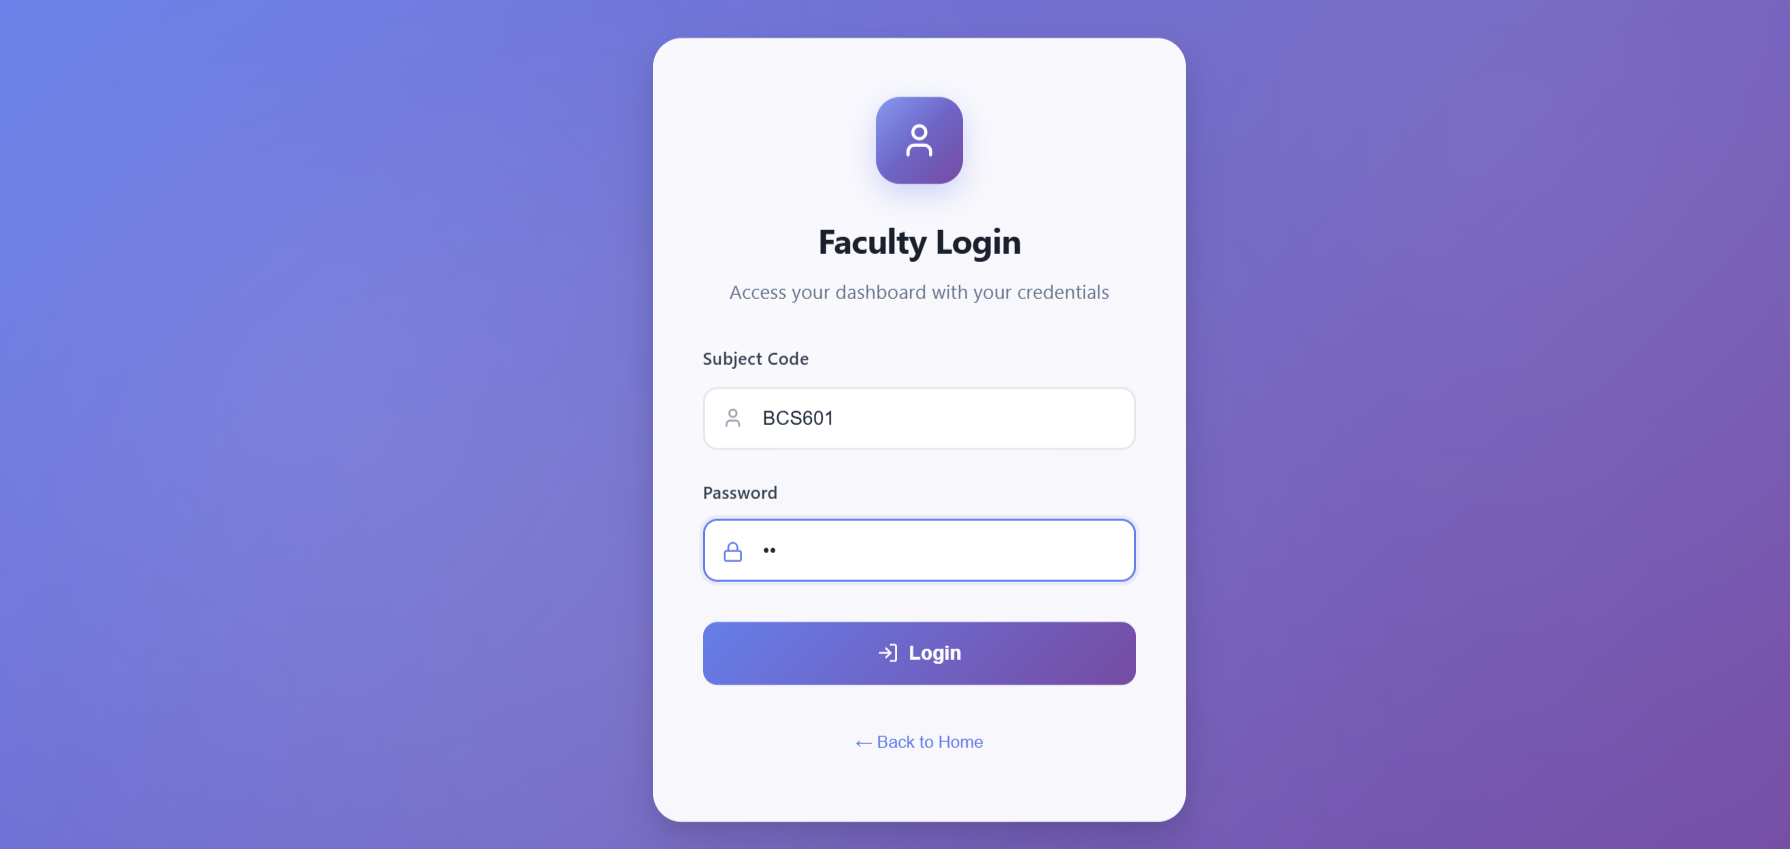 Faculty Login
Access your dashboard with your credentials
Subject Code
BCS601
Password
••
Login
← Back to Home